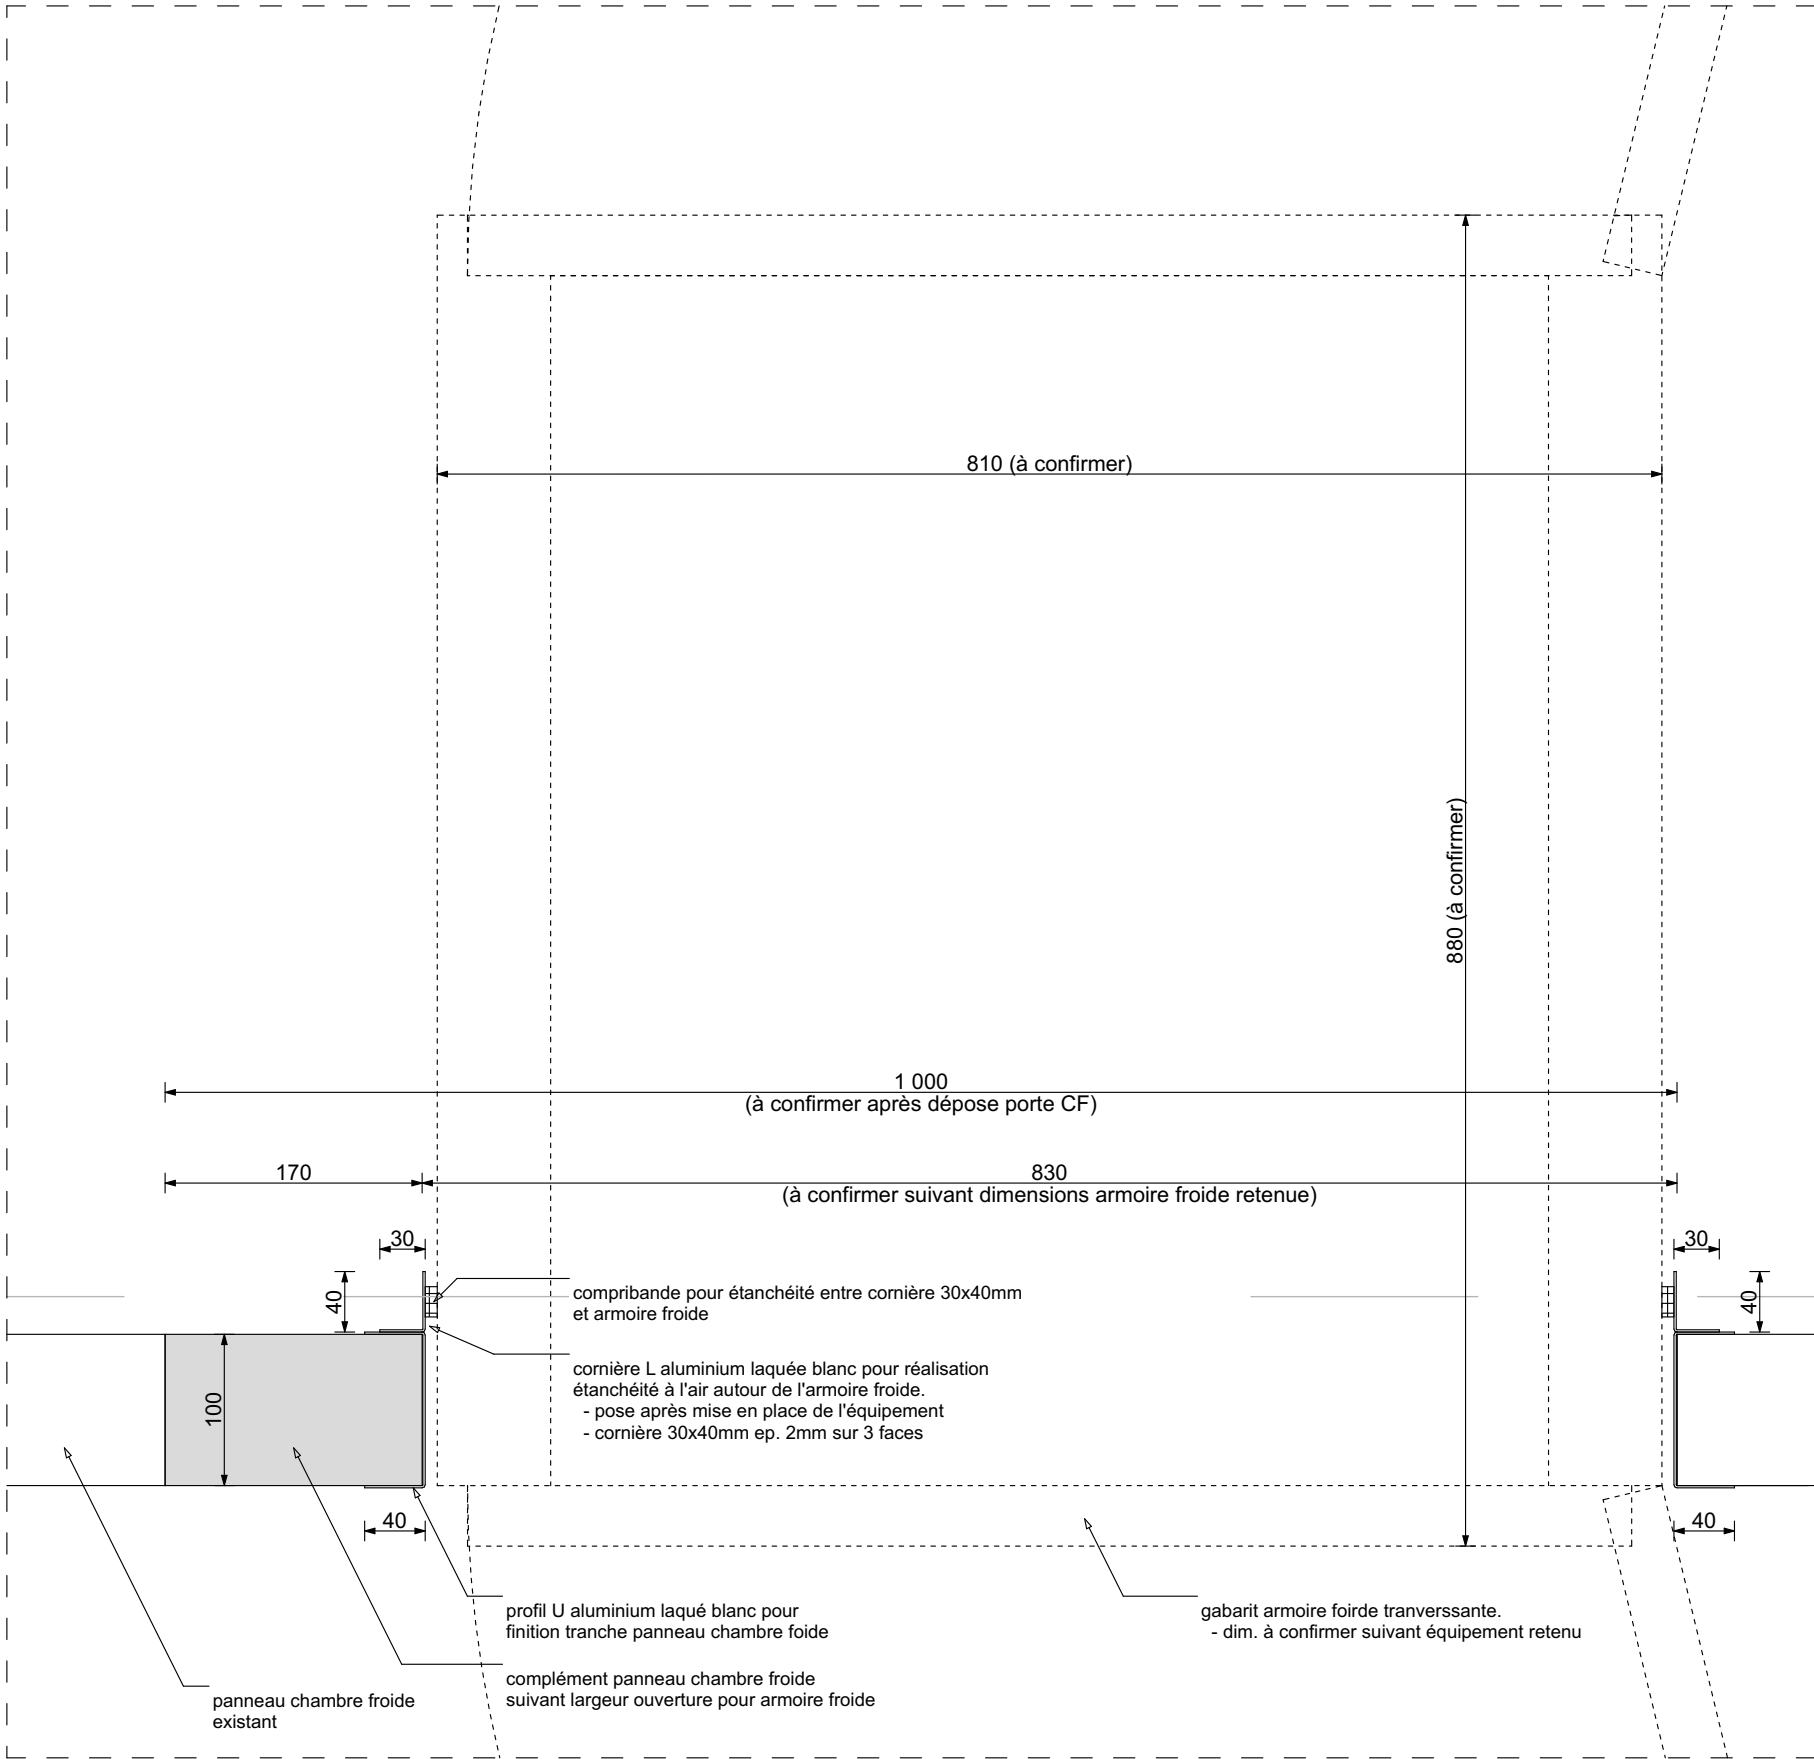 810 (à confirmer)
880 (à confirmer)
1 000
(à confirmer après dépose porte CF)
170
830
(à confirmer suivant dimensions armoire froide retenue)
30
30
40
40
compribande pour étanchéité entre cornière 30x40mm
et armoire froide
cornière L aluminium laquée blanc pour réalisation
étanchéité à l'air autour de l'armoire froide.
- pose après mise en place de l'équipement
- cornière 30x40mm ep. 2mm sur 3 faces
100
40
40
profil U aluminium laqué blanc pour
finition tranche panneau chambre foide
gabarit armoire foirde tranverssante.
- dim. à confirmer suivant équipement retenu
complément panneau chambre froide
suivant largeur ouverture pour armoire froide
panneau chambre froide
existant